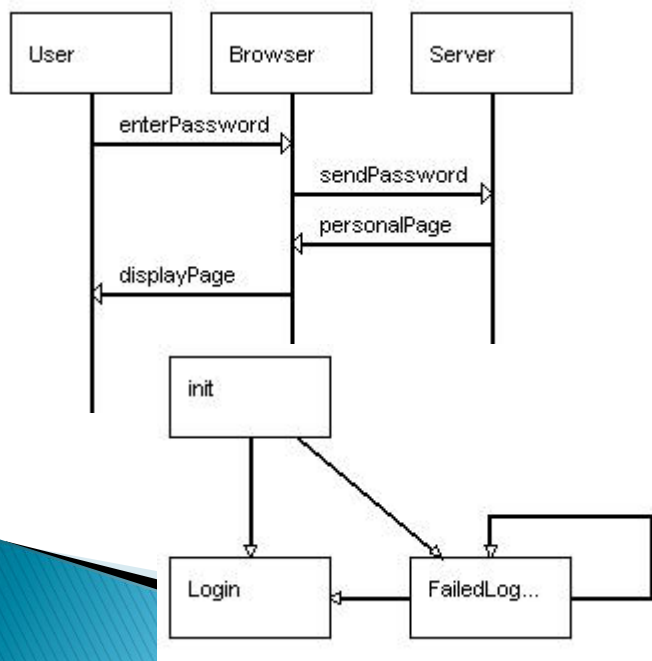 User
Browser
Server
enterPassword
sendPassword
personalPage
displayPage
init
Login
FailedLog...